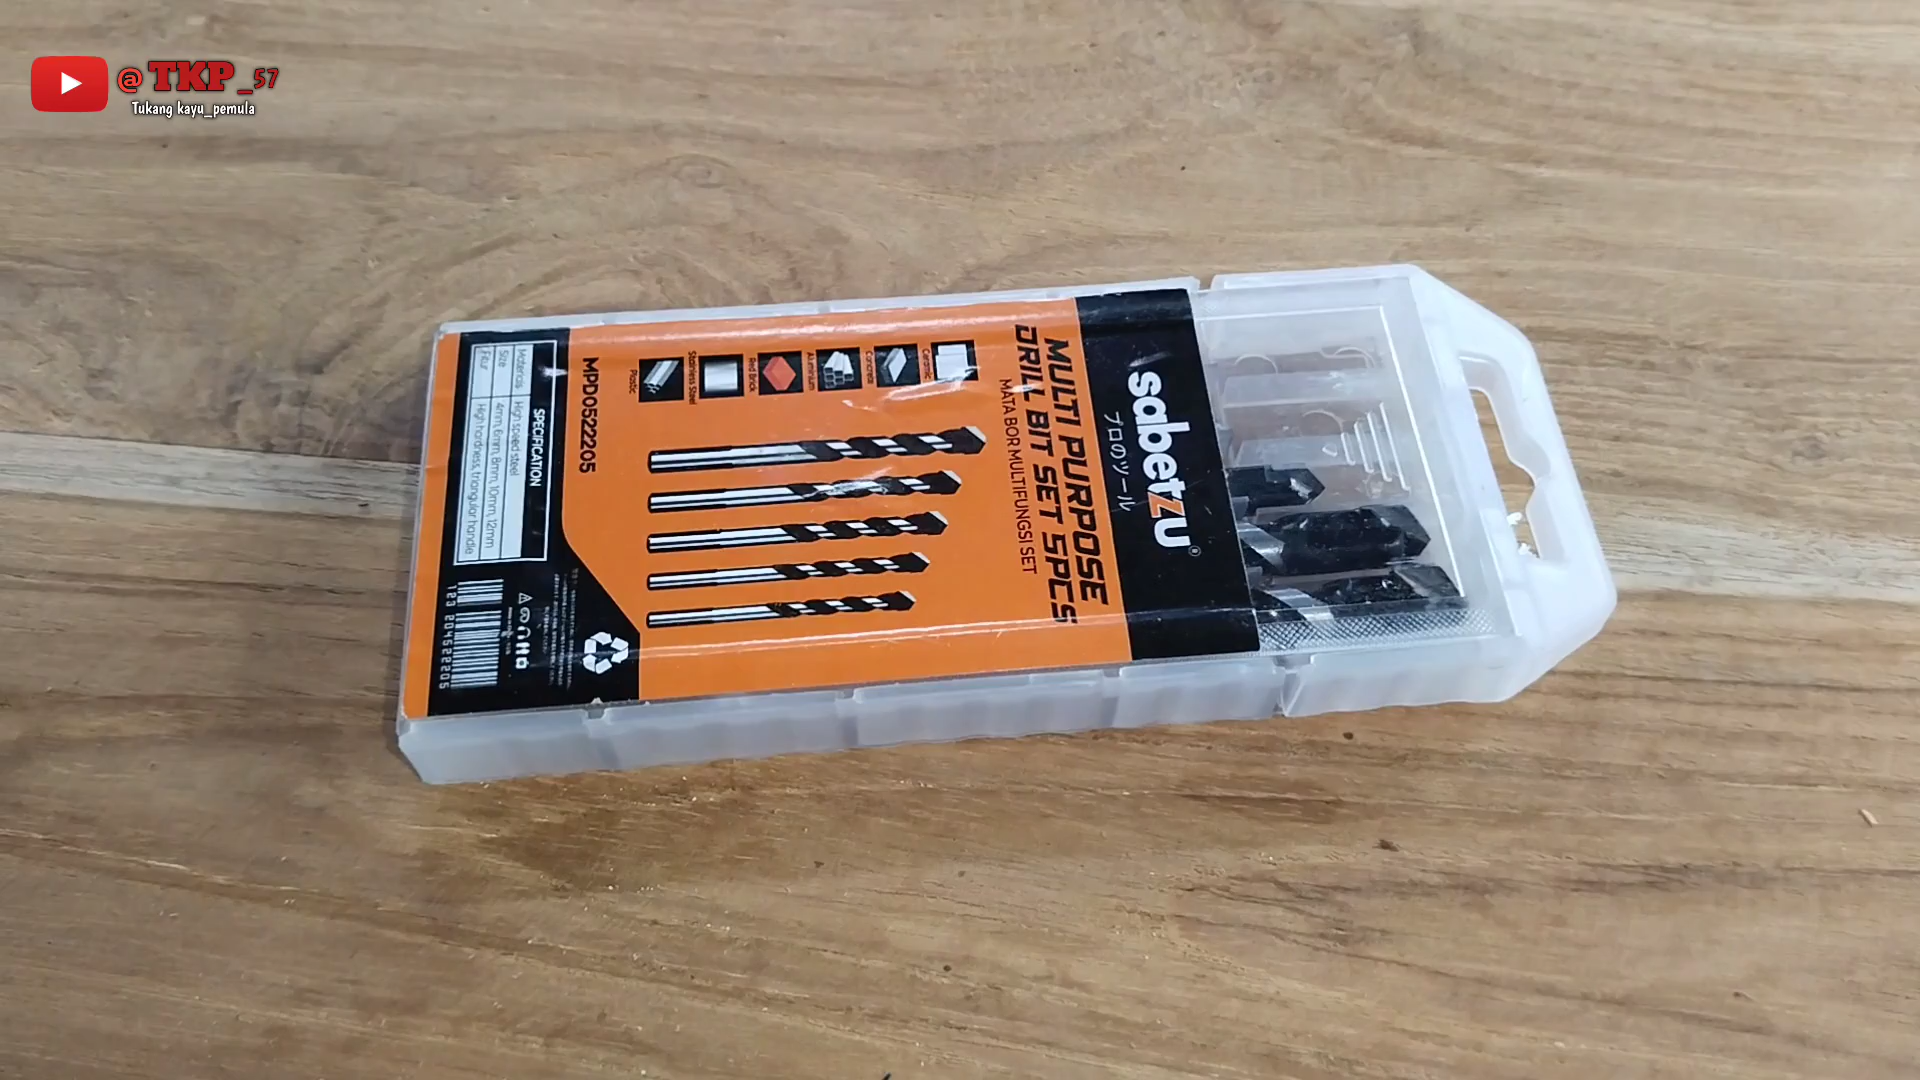 @TKP_57
Tukang kayu_pemula
sabetzu®
プロのツール
MULTI PURPOSE
DRILL BIT SET 5PCS
MATA BOR MULTIFUNGSI SET
Ceramic
Concrete
Aluminium
Red Brick
Stainless Steel
Plastic
MPD0522205
SPECIFICATION
Materials High speed steel
Size 4mm, 6mm, 8mm, 10mm, 12mm
Fitur High hardness, triangular handle